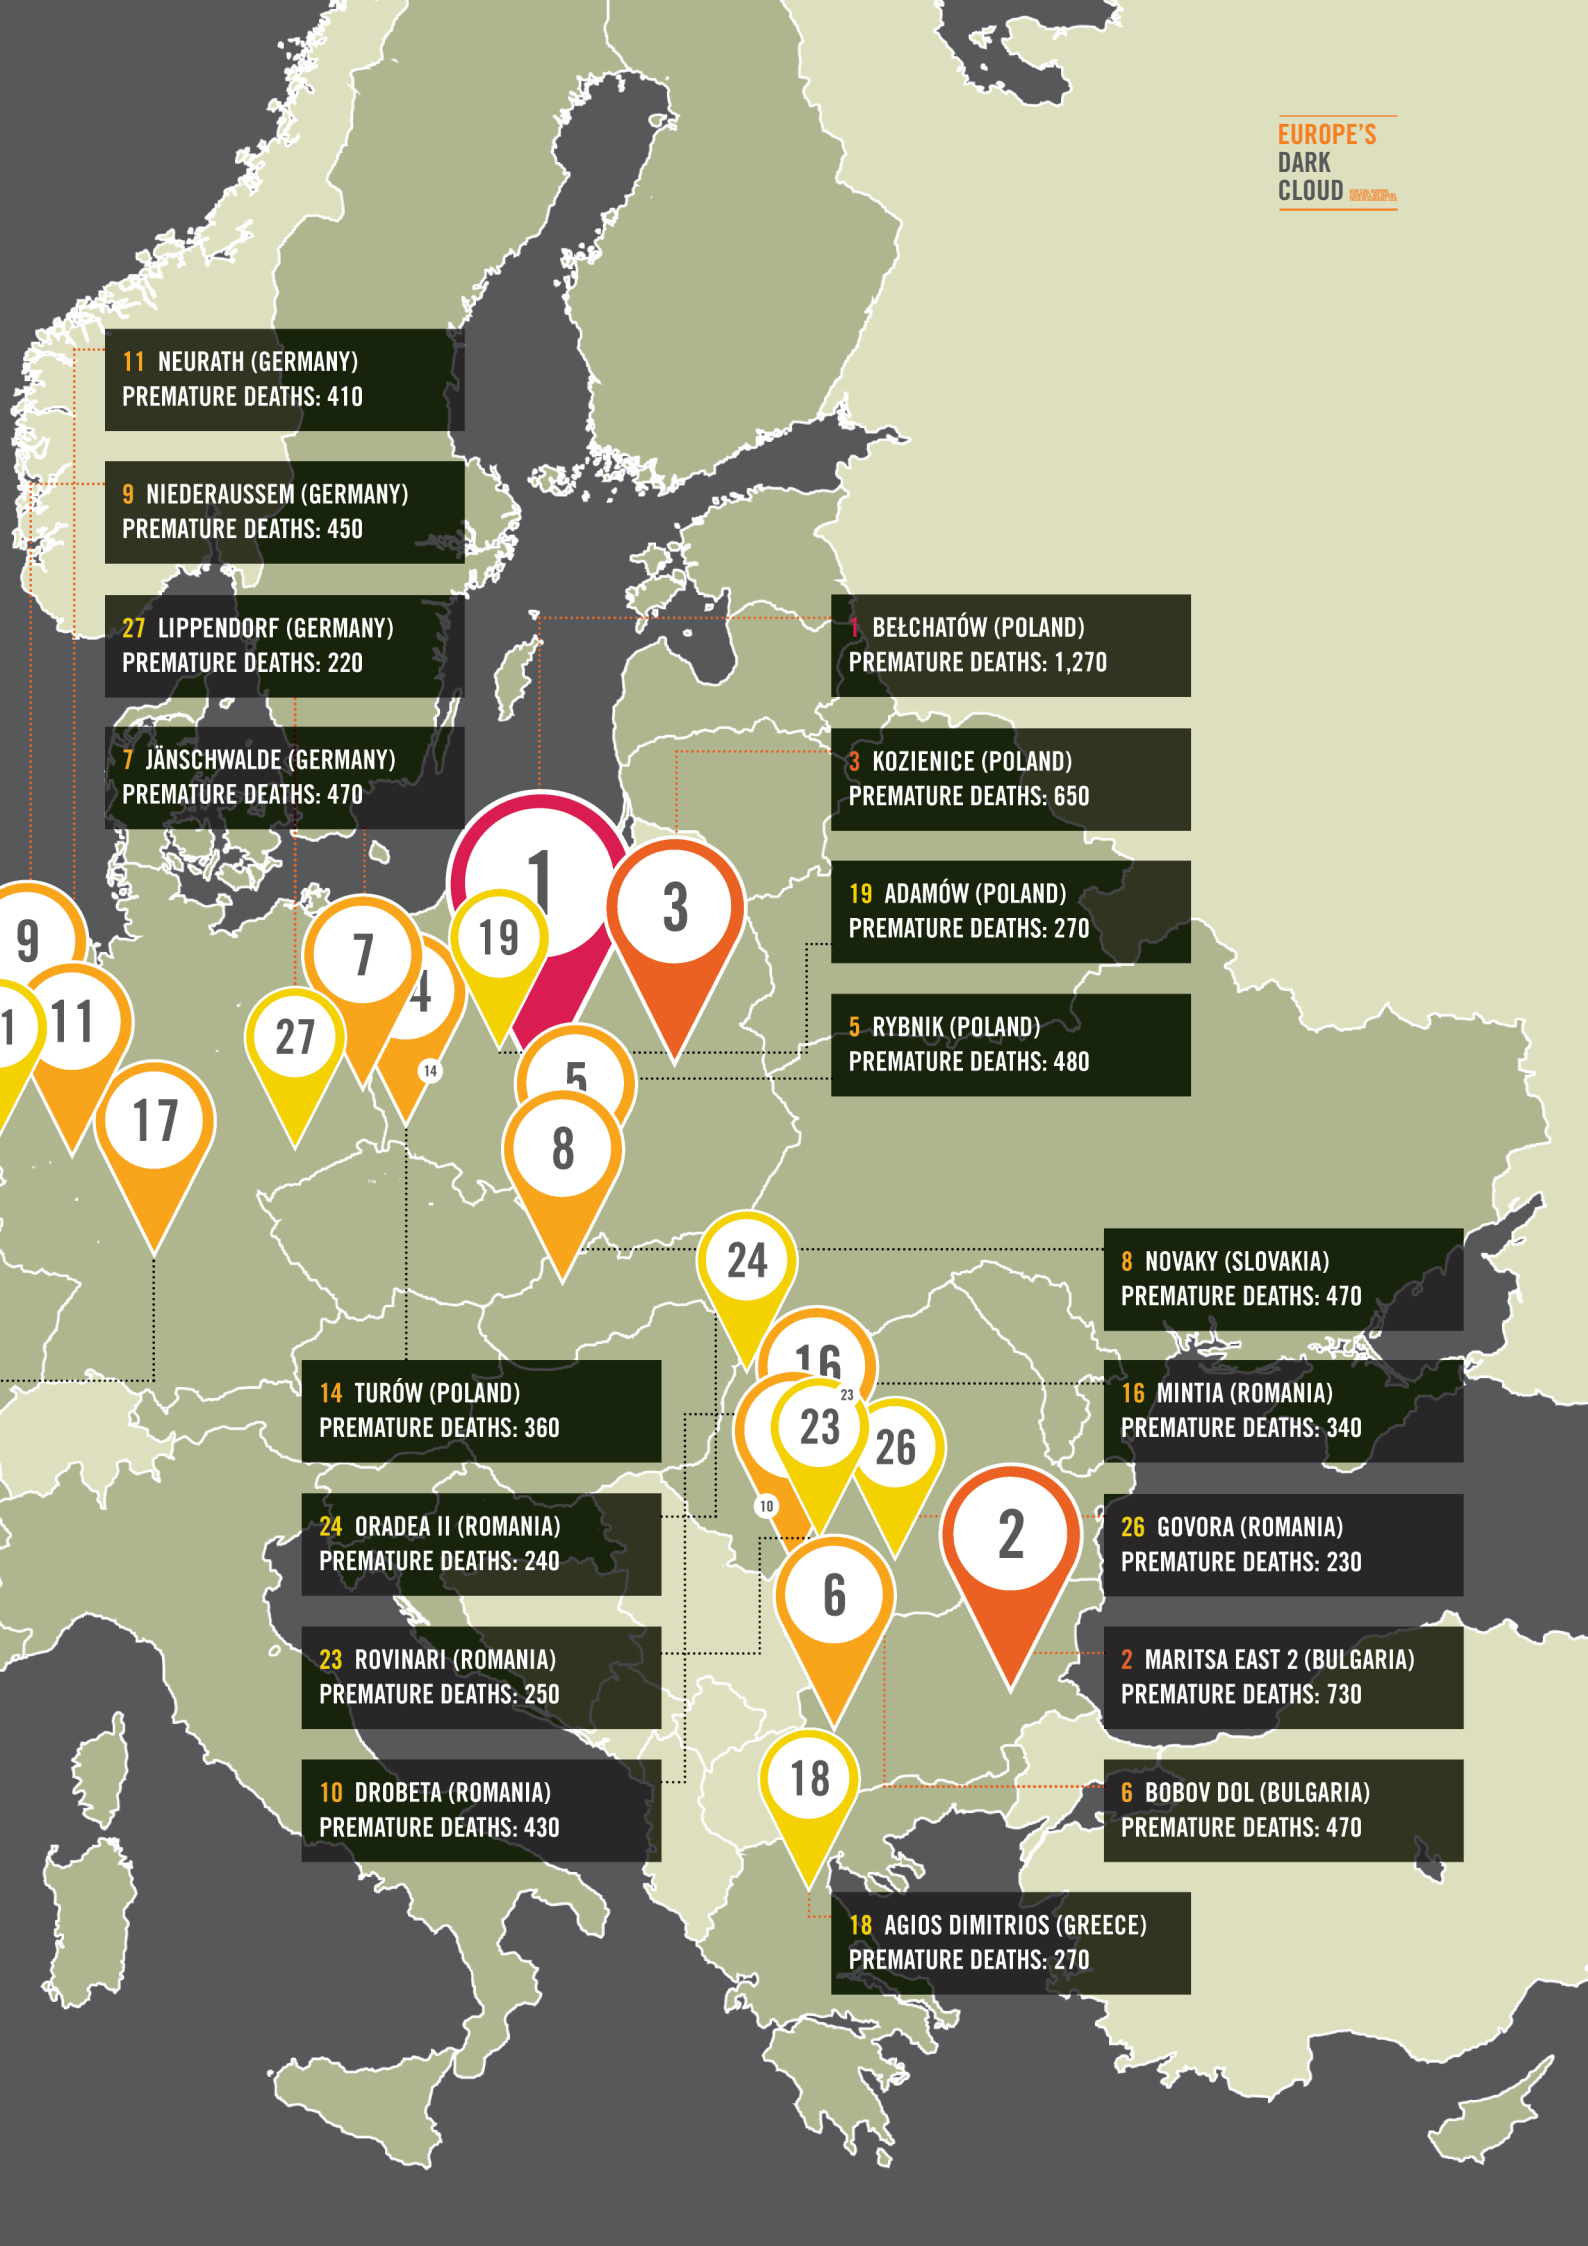 EUROPE'S
DARK
CLOUD
11 NEURATH (GERMANY)
PREMATURE DEATHS: 410
9 NIEDERAUSSEM (GERMANY)
PREMATURE DEATHS: 450
27 LIPPENDORF (GERMANY)
PREMATURE DEATHS: 220
7 JÄNSCHWALDE (GERMANY)
PREMATURE DEATHS: 470
1 BEŁCHATÓW (POLAND)
PREMATURE DEATHS: 1,270
3 KOZIENICE (POLAND)
PREMATURE DEATHS: 650
19 ADAMÓW (POLAND)
PREMATURE DEATHS: 270
5 RYBNIK (POLAND)
PREMATURE DEATHS: 480
1
3
19
9
7
4
11
1
27
14
5
17
8
24
16
23
23
26
10
2
6
18
8 NOVAKY (SLOVAKIA)
PREMATURE DEATHS: 470
14 TURÓW (POLAND)
PREMATURE DEATHS: 360
16 MINTIA (ROMANIA)
PREMATURE DEATHS: 340
24 ORADEA II (ROMANIA)
PREMATURE DEATHS: 240
26 GOVORA (ROMANIA)
PREMATURE DEATHS: 230
23 ROVINARI (ROMANIA)
PREMATURE DEATHS: 250
2 MARITSA EAST 2 (BULGARIA)
PREMATURE DEATHS: 730
10 DROBETA (ROMANIA)
PREMATURE DEATHS: 430
6 BOBOV DOL (BULGARIA)
PREMATURE DEATHS: 470
18 AGIOS DIMITRIOS (GREECE)
PREMATURE DEATHS: 270